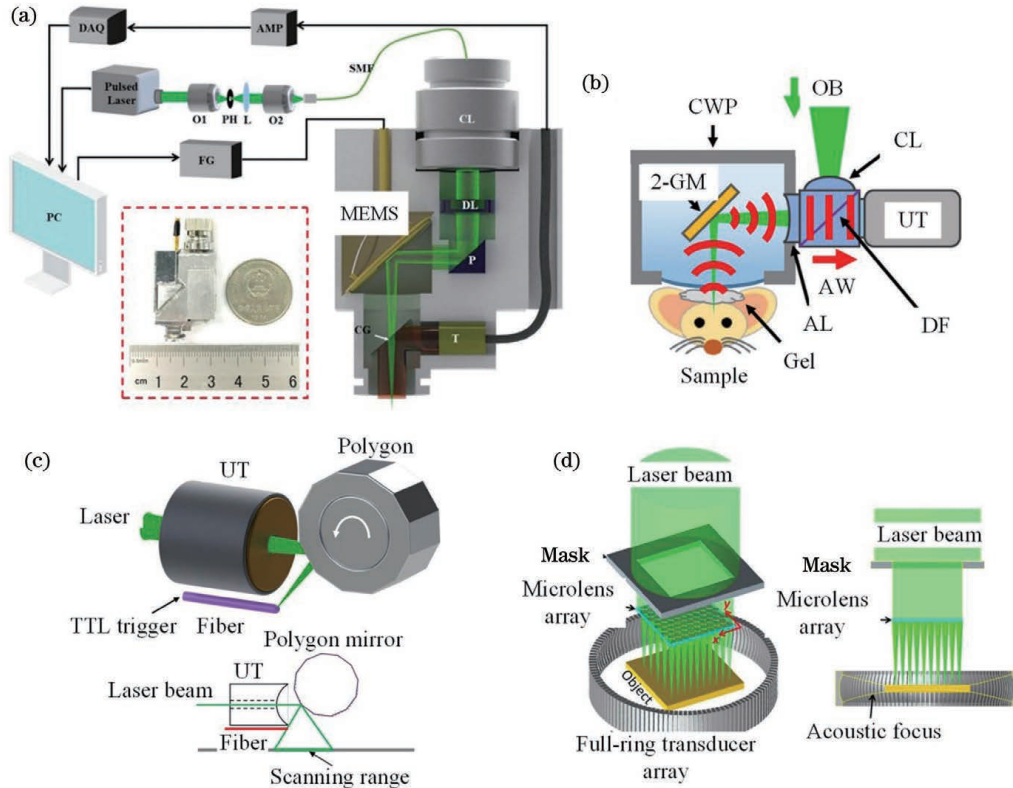 (a)
DAQ
AMP
SMF
Pulsed
Laser
O1
PH
L
O2
CL
FG
PC
MEMS
DL
P
CG
T
cm 1 2 3 4 5 6
(b)
OB
CWP
CL
2-GM
UT
AW
AL
DF
Gel
Sample
(c)
Polygon
UT
Laser
TTL trigger
Fiber
Polygon mirror
UT
Laser beam
Fiber
Scanning range
(d)
Laser beam
Mask
Microlens
array
y
x
Object
Full-ring transducer
array
Laser beam
Mask
Microlens
array
Acoustic focus